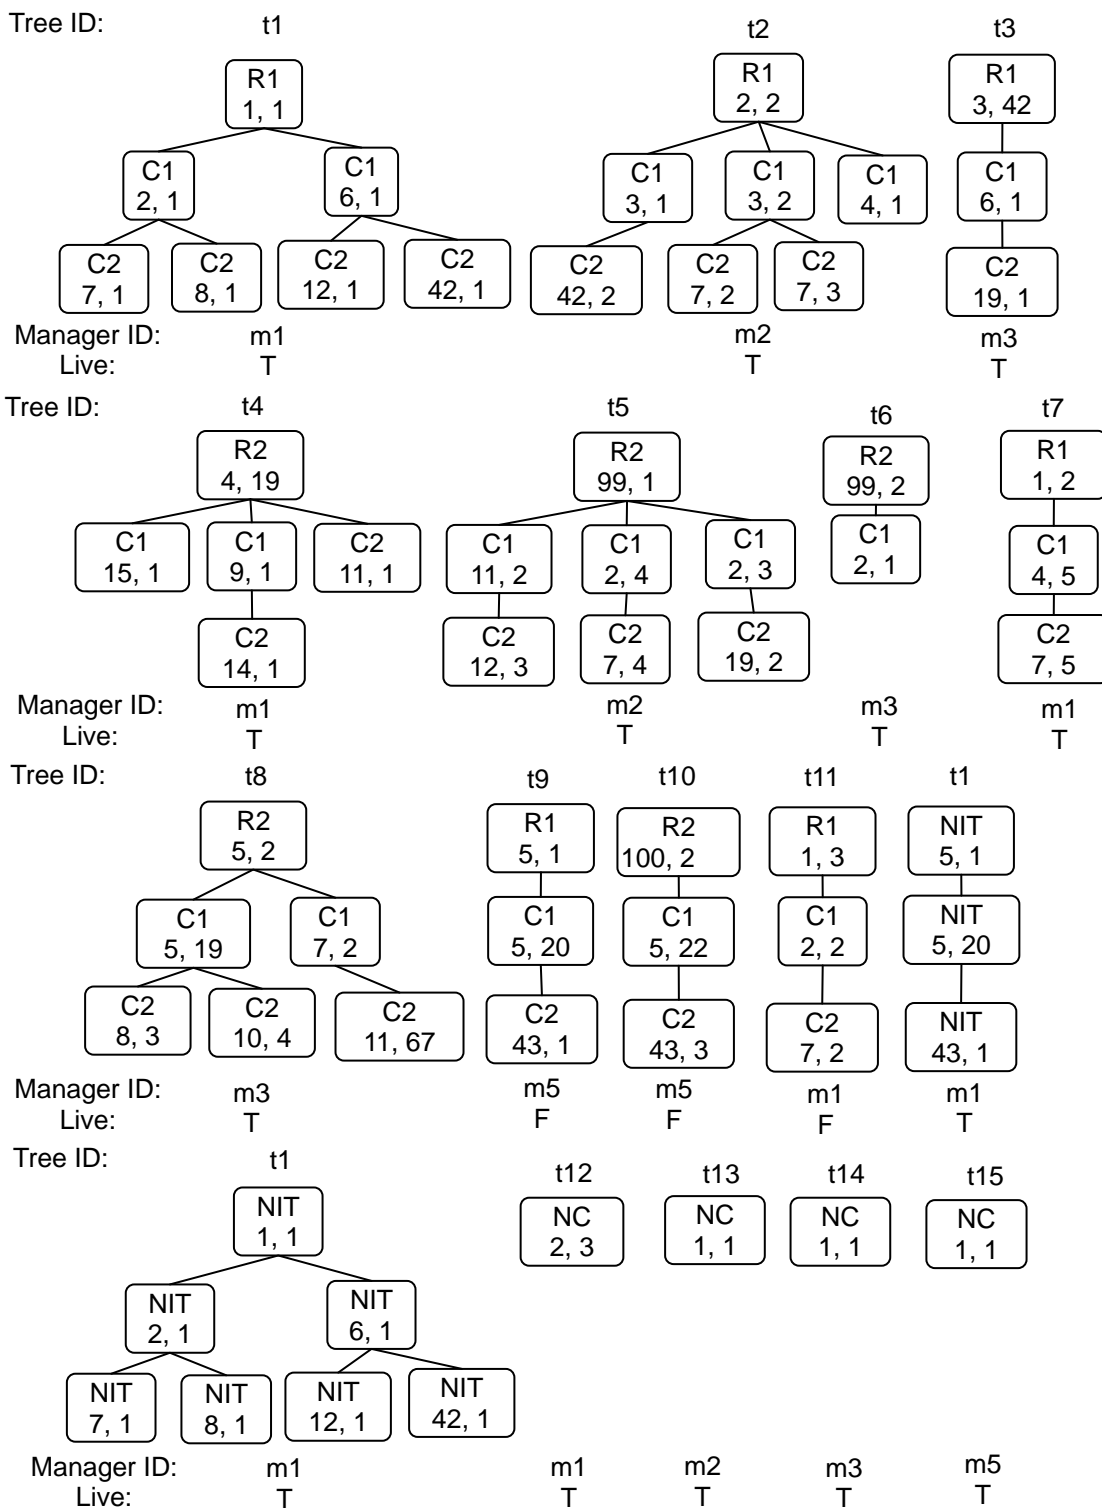 Tree ID: t1 t2 t3
R1 R1 R1
1, 1 2, 2 3, 42
C1 C1 C1 C1 C1 C1
2, 1 6, 1 3, 1 3, 2 4, 1 6, 1
C2 C2 C2 C2 C2 C2 C2 C2
7, 1 8, 1 12, 1 42, 1 42, 2 7, 2 7, 3 19, 1
Manager ID: m1 m2 m3
Live: T T T
Tree ID: t4 t5 t6 t7
R2 R2 R2 R1
4, 19 99, 1 99, 2 1, 2
C1 C1 C2 C1 C1 C1 C1 C1
15, 1 9, 1 11, 1 11, 2 2, 4 2, 3 2, 1 4, 5
C2 C2 C2 C2 C2
14, 1 12, 3 7, 4 19, 2 7, 5
Manager ID: m1 m2 m3 m1
Live: T T T T
Tree ID: t8 t9 t10 t11 t1
R2 R1 R2 R1 NIT
5, 2 5, 1 100, 2 1, 3 5, 1
C1 C1 C1 C1 C1 NIT
5, 19 7, 2 5, 20 5, 22 2, 2 5, 20
C2 C2 C2 C2 C2 C2 NIT
8, 3 10, 4 11, 67 43, 1 43, 3 7, 2 43, 1
Manager ID: m3 m5 m5 m1 m1
Live: T F F F T
Tree ID: t1 t12 t13 t14 t15
NIT NC NC NC NC
1, 1 2, 3 1, 1 1, 1 1, 1
NIT NIT
2, 1 6, 1
NIT NIT NIT NIT
7, 1 8, 1 12, 1 42, 1
Manager ID: m1 m1 m2 m3 m5
Live: T T T T T